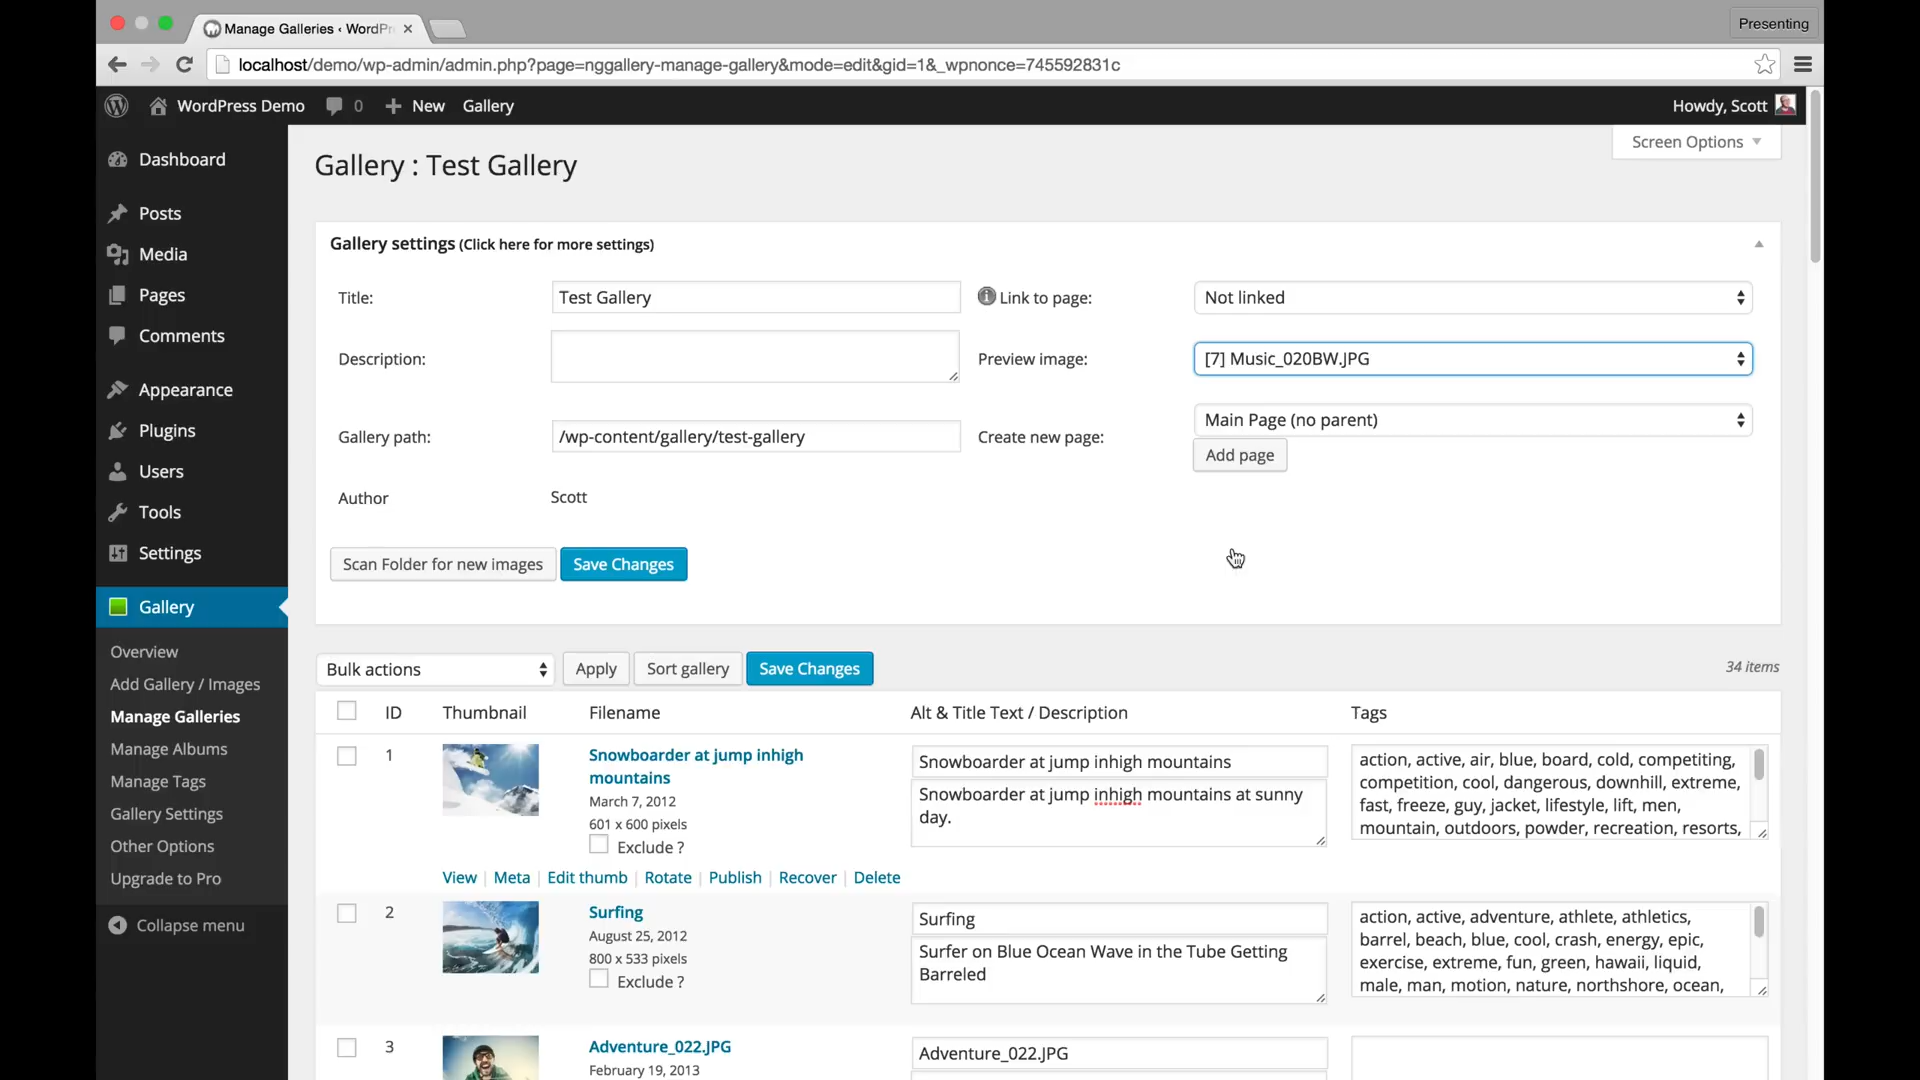 Manage Galleries ‹ WordPr
Presenting
localhost/demo/wp-admin/admin.php?page=nggallery-manage-gallery&mode=edit&gid=1&_wpnonce=745592831c
WordPress Demo 0 New Gallery Howdy, Scott
Screen Options
Dashboard
Posts
Media
Pages
Comments
Appearance
Plugins
Users
Tools
Settings
Gallery
Overview
Add Gallery / Images
Manage Galleries
Manage Albums
Manage Tags
Gallery Settings
Other Options
Upgrade to Pro
Collapse menu
Gallery : Test Gallery
Gallery settings (Click here for more settings)
Title: Test Gallery Link to page: Not linked
Description: Preview image: [7] Music_020BW.JPG
Gallery path: /wp-content/gallery/test-gallery Create new page: Main Page (no parent)
Add page
Author Scott
Scan Folder for new images Save Changes
Bulk actions Apply Sort gallery Save Changes 34 items
ID Thumbnail Filename Alt & Title Text / Description Tags
1
Snowboarder at jump inhigh
mountains
March 7, 2012
601 x 600 pixels
Exclude ?
Snowboarder at jump inhigh mountains
Snowboarder at jump inhigh mountains at sunny
day.
action, active, air, blue, board, cold, competiting,
competition, cool, dangerous, downhill, extreme,
fast, freeze, guy, jacket, lifestyle, lift, men,
mountain, outdoors, powder, recreation, resorts,
View | Meta | Edit thumb | Rotate | Publish | Recover | Delete
2
Surfing
August 25, 2012
800 x 533 pixels
Exclude ?
Surfing
Surfer on Blue Ocean Wave in the Tube Getting
Barreled
action, active, adventure, athlete, athletics,
barrel, beach, blue, cool, crash, energy, epic,
exercise, extreme, fun, green, hawaii, liquid,
male, man, motion, nature, northshore, ocean,
3
Adventure_022.JPG
February 19, 2013
Adventure_022.JPG